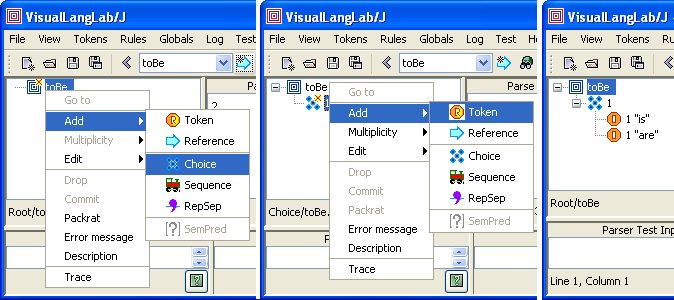 VisualLangLab/J
File View Tokens Rules Globals Log Test
toBe
toBe
Pars
Go to
Add
Multiplicity
Edit
Drop
Commit
Packrat
Error message
Description
Trace
Token
Reference
Choice
Sequence
RepSep
[?] SemPred
Root/to
VisualLangLab/J
File View Tokens Rules Globals Log Test
toBe
toBe
Parse
Go to
Add
Multiplicity
Edit
Drop
Commit
Packrat
Error message
Description
Trace
Token
Reference
Choice
Sequence
RepSep
[?] SemPred
Choice/toBe.
VisualLangLab/J
File View Tokens Rul
toBe
1
1 "is"
1 "are"
Root/toBe
Parser Test Inpu
Line 1, Column 1